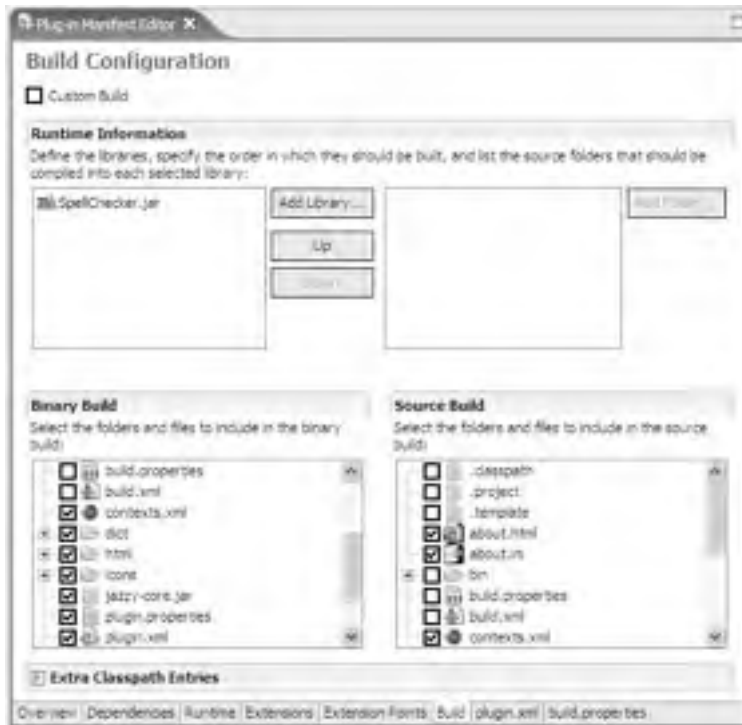 Plug-in Manifest Editor
Build Configuration
Custom Build
Runtime Information
Define the libraries, specify the order in which they should be built, and list the source folders that should be
compiled into each selected library:
SpellChecker.jar
Add Library...
Up
Down
Add Folder...
Binary Build
Select the folders and files to include in the binary
build:
build.properties
build.xml
contexts.xml
dict
html
icons
jazzy-core.jar
plugin.properties
plugin.xml
Source Build
Select the folders and files to include in the source
build:
.classpath
.project
.template
about.html
about.ini
bin
build.properties
build.xml
contexts.xml
Extra Classpath Entries
Overview Dependencies Runtime Extensions Extension Points Build plugin.xml build.properties